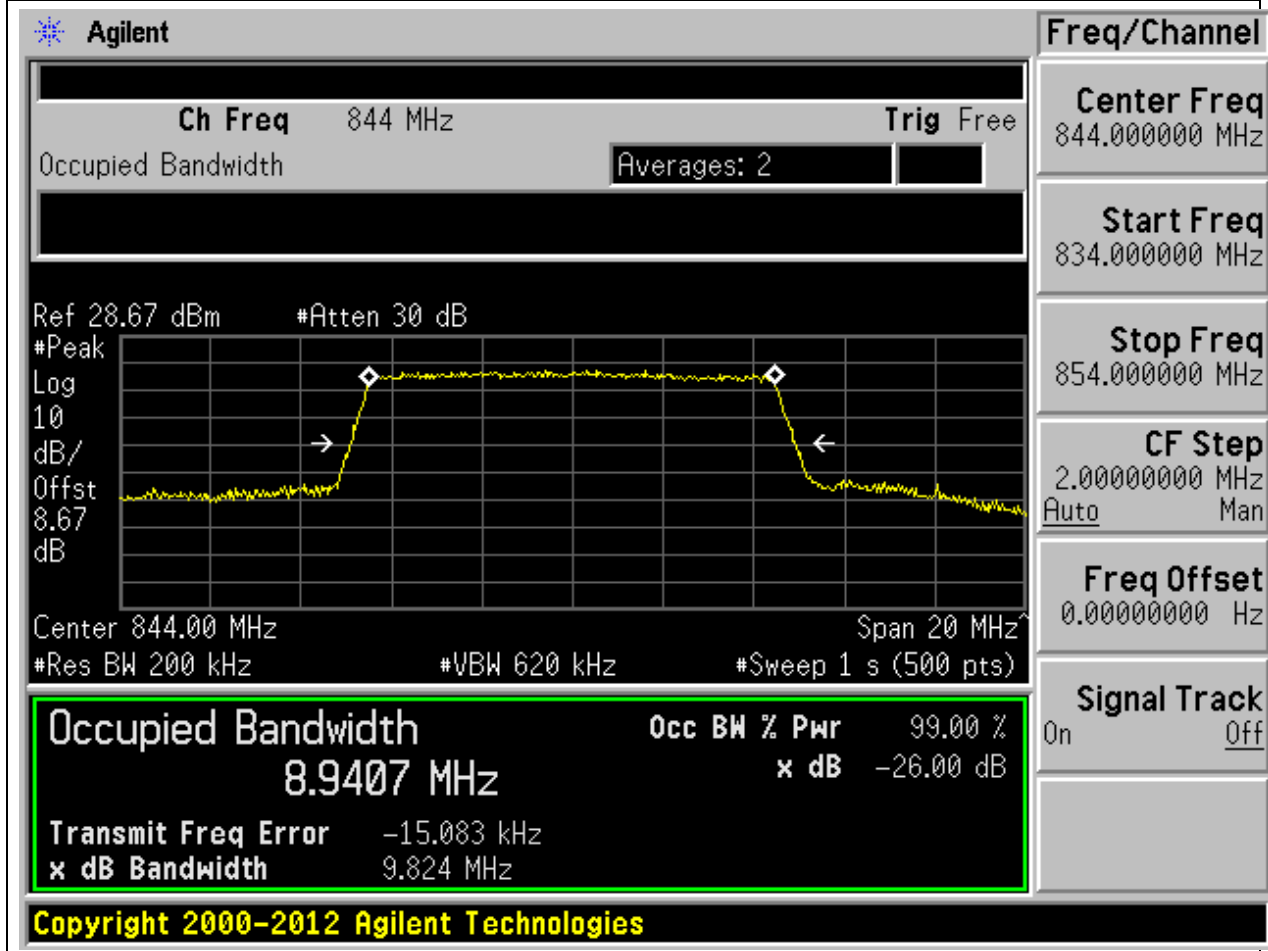 Agilent
Freq/Channel
Ch Freq 844 MHz Trig Free
Occupied Bandwidth Averages: 2
Center Freq
844.000000 MHz
Start Freq
834.000000 MHz
Stop Freq
854.000000 MHz
CF Step
2.00000000 MHz
Auto Man
Freq Offset
0.00000000 Hz
Signal Track
On Off
Ref 28.67 dBm #Atten 30 dB
#Peak
Log
10
dB/
Offst
8.67
dB
Center 844.00 MHz Span 20 MHz^
#Res BW 200 kHz #VBW 620 kHz #Sweep 1 s (500 pts)
Occupied Bandwidth
8.9407 MHz
Occ BW % Pwr 99.00 %
x dB -26.00 dB
Transmit Freq Error -15.083 kHz
x dB Bandwidth 9.824 MHz
Copyright 2000-2012 Agilent Technologies